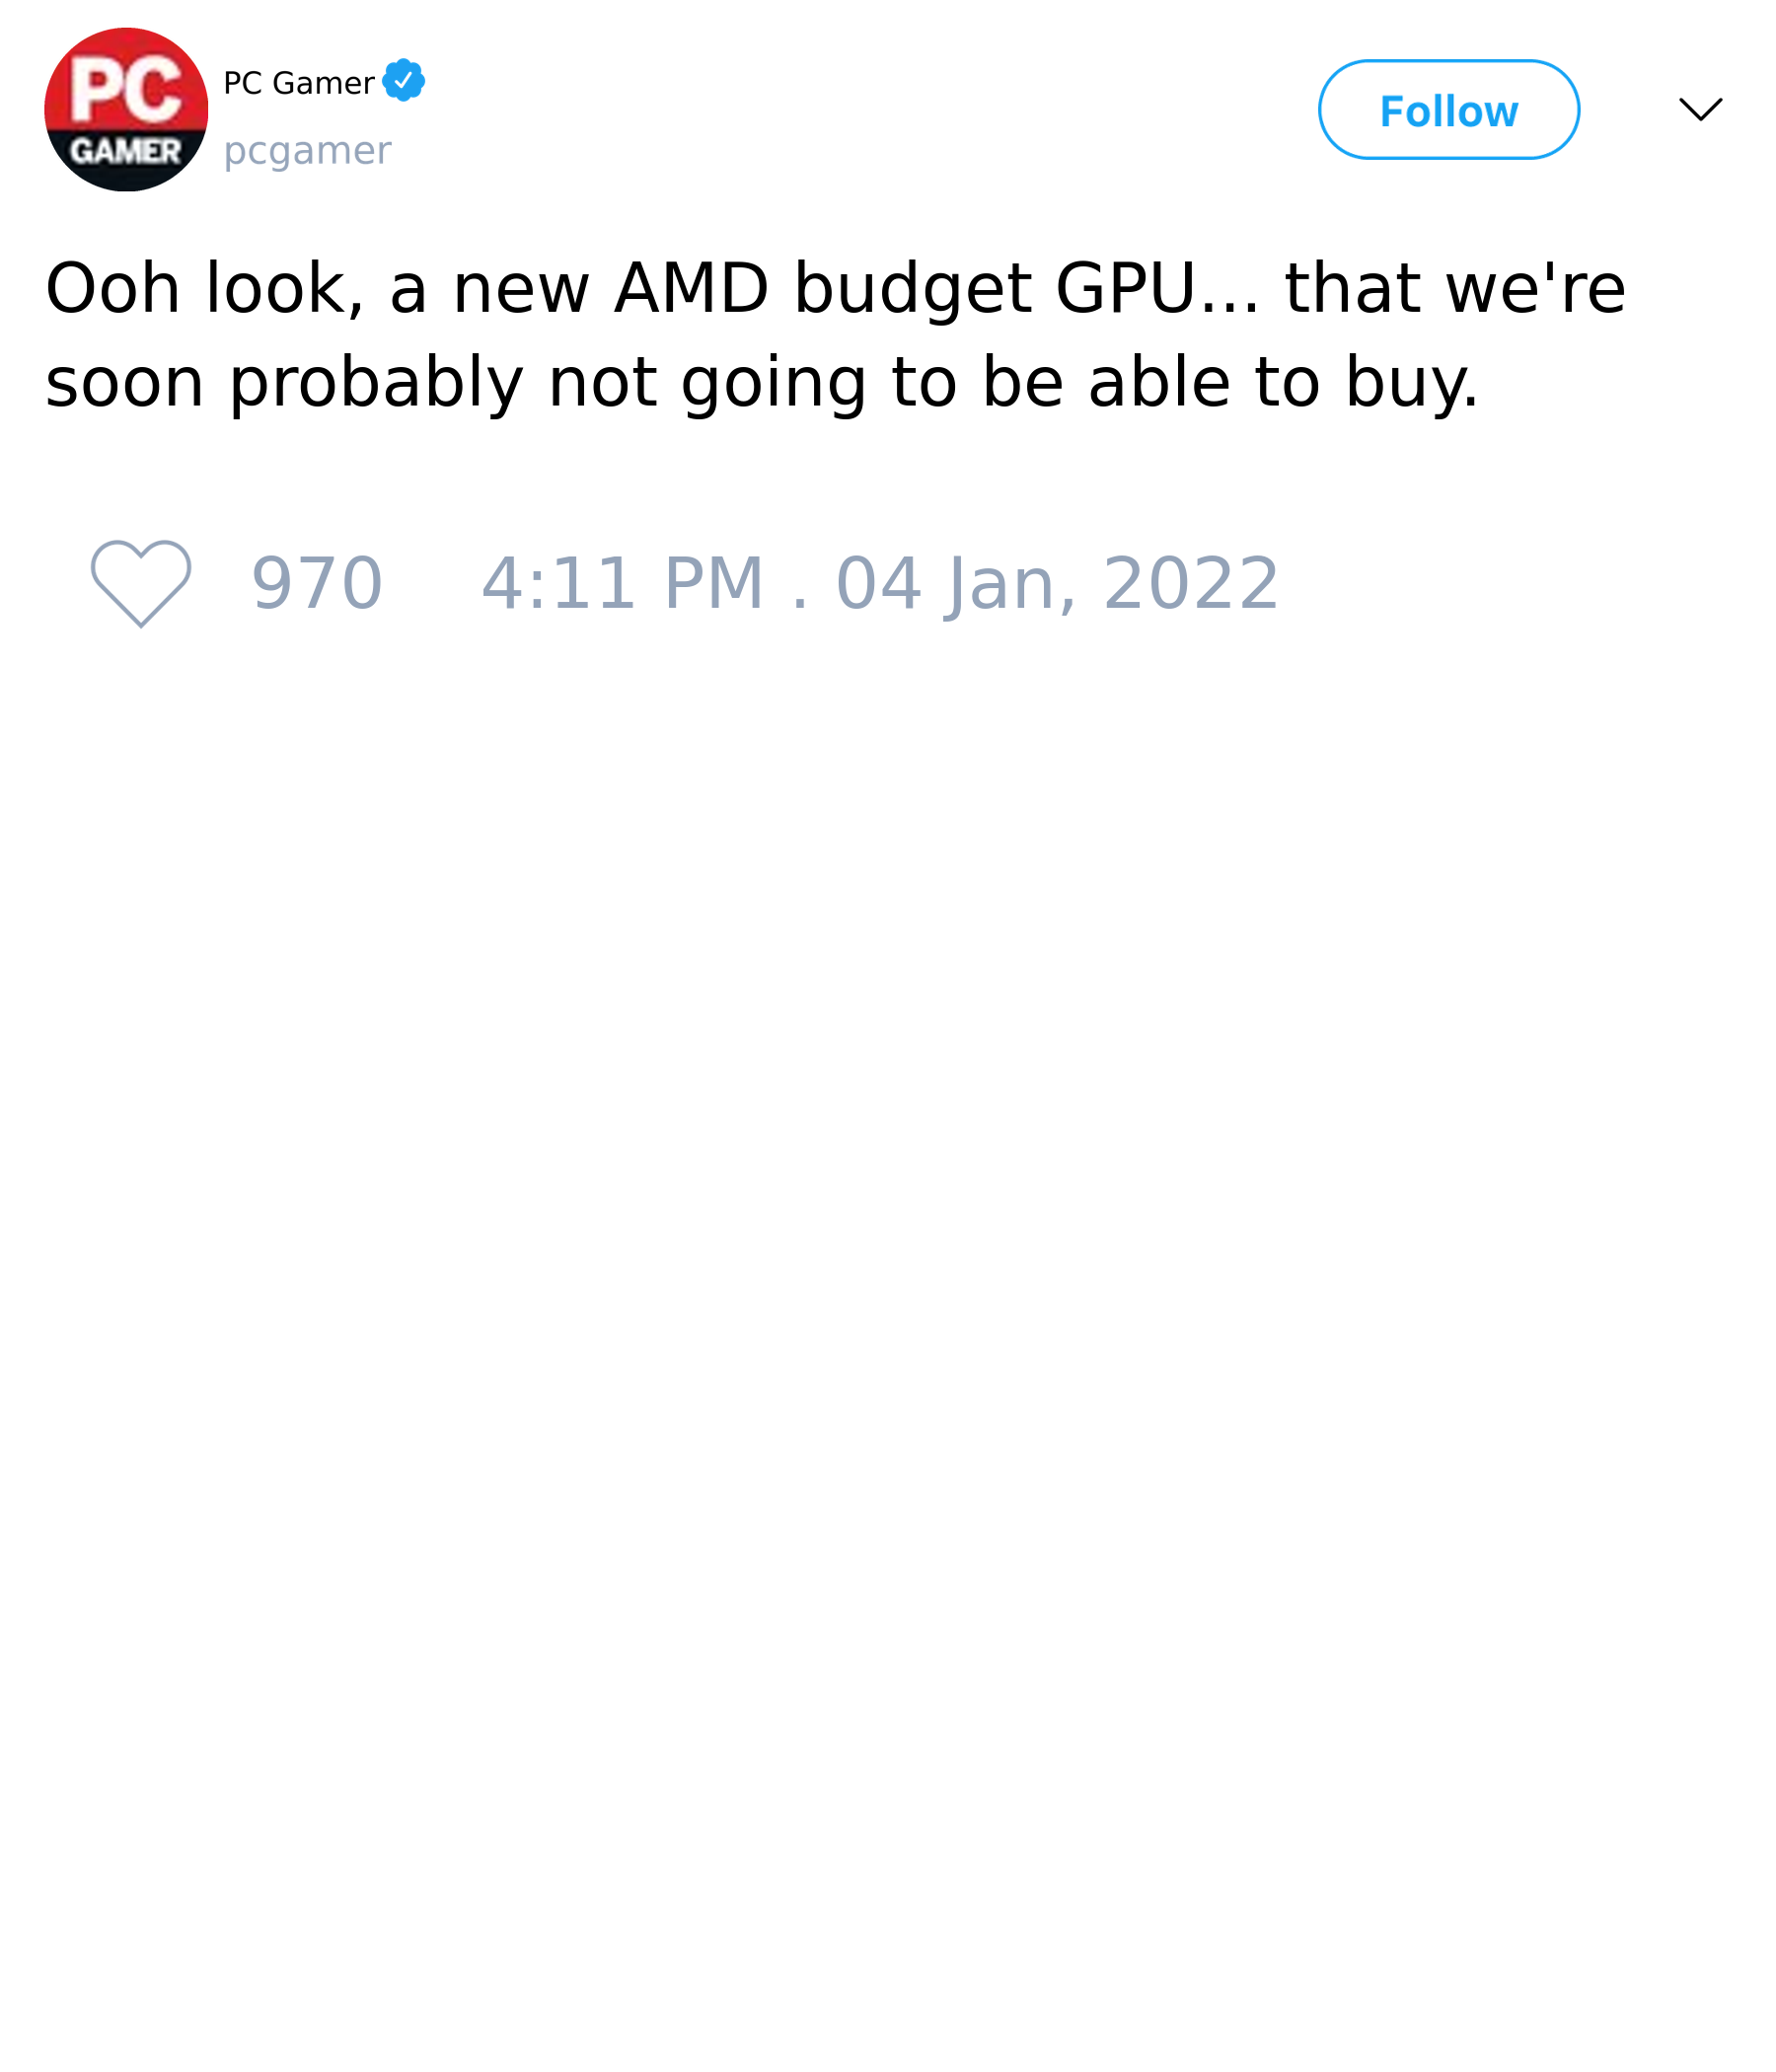 PC
GAMER
PC Gamer
pcgamer
Follow
Ooh look, a new AMD budget GPU... that we're
soon probably not going to be able to buy.
970 4:11 PM . 04 Jan, 2022